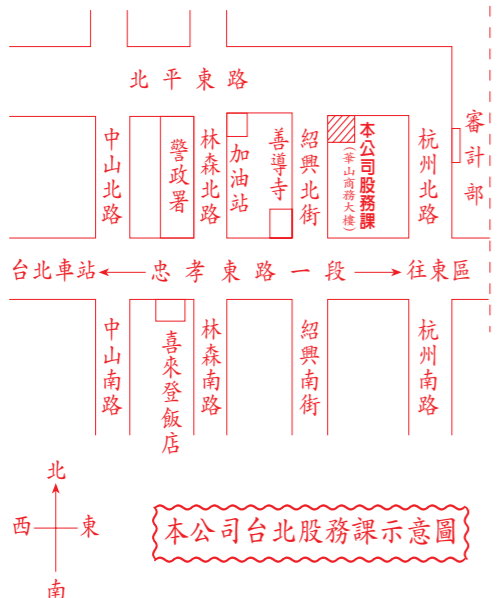 北平東路
中山北路
警政署
林森北路
加油站
善導寺
紹興北街
本公司股務課
(華山商務大樓)
杭州北路
審計部
台北車站
忠孝東路一段
往東區
中山南路
喜來登飯店
林森南路
紹興南街
杭州南路
北
西
東
南
本公司台北股務課示意圖